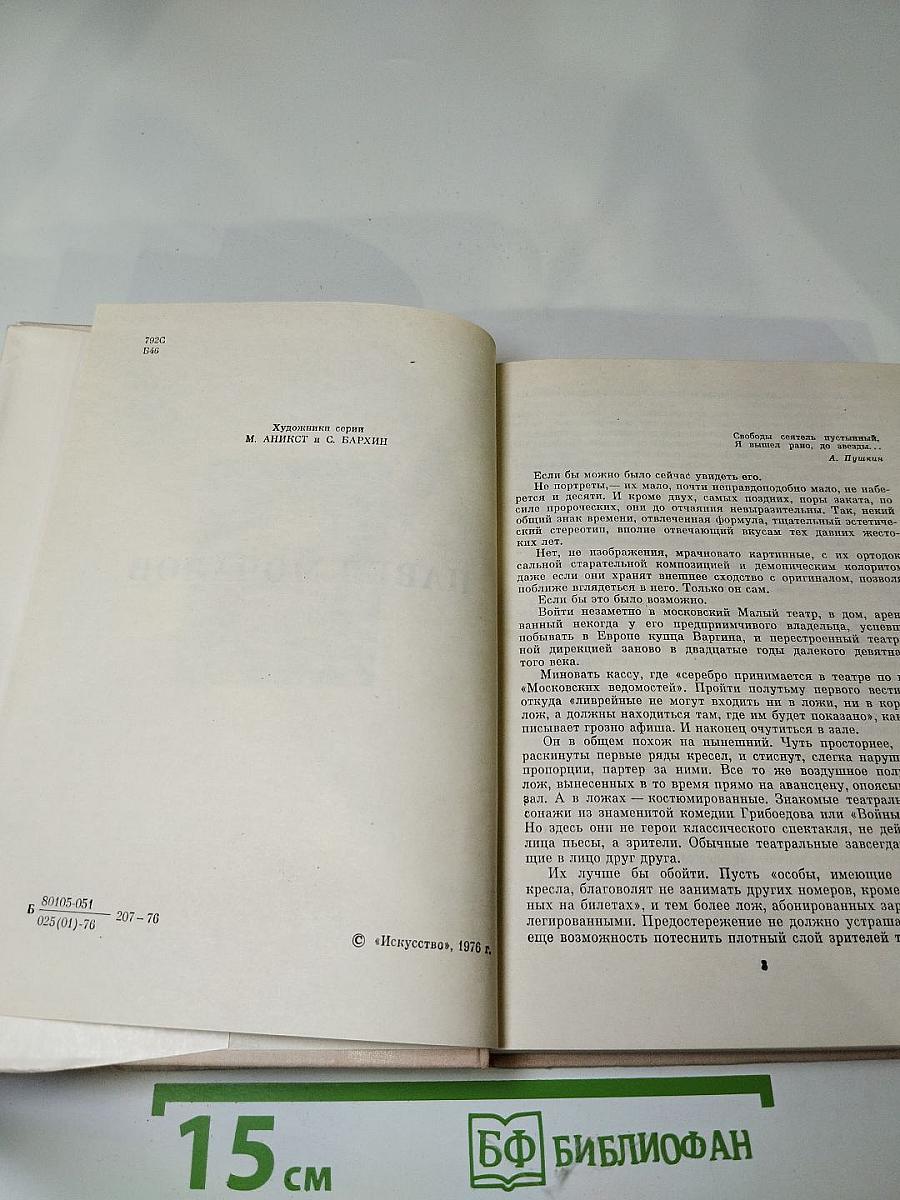 792С
Б46
Художники серии
М. АНИКСТ и С. БАРХИН
Б 80105-051
025(01)-76
207–76
© «Искусство», 1976 г.
Свободы сеятель пустынный,
Я вышел рано, до звезды...
А. Пушкин
Если бы можно было сейчас увидеть его.
Не портреты,— их мало, почти неправдоподобно мало, не набе-
рется и десяти. И кроме двух, самых поздних, поры заката, по
силе пророческих, они до отчаяния невыразительны. Так, некий
общий знак времени, отвлеченная формула, тщательный эстетиче-
ский стереотип, вполне отвечающий вкусам тех давних жесто-
ких лет.
Нет, не изображения, мрачновато картинные, с их ортодок
сальной старательной композицией и демоническим колоритом
даже если они хранят внешнее сходство с оригиналом, позволя
поближе вглядеться в него. Только он сам.
Если бы это было возможно.
Войти незаметно в московский Малый театр, в дом, арен
ванный некогда у его предприимчивого владельца, успевш
побывать в Европе купца Варгина, и перестроенный театр
ной дирекцией заново в двадцатые годы далекого девятна
того века.
Миновать кассу, где «серебро принимается в театре по
«Московских ведомостей». Пройти полутьму первого вести
откуда «ливрейные не могут входить ни в ложи, ни в кор
лож, а должны находиться там, где им будет показано», как
писывает грозно афиша. И наконец очутиться в зале.
Он в общем похож на нынешний. Чуть просторнее,
раскинуты первые ряды кресел, и стиснут, слегка наруш
пропорции, партер за ними. Все то же воздушное полу
лож, вынесенных в то время прямо на авансцену, опоясы
зал. А в ложах — костюмированные. Знакомые театраль
сонажи из знаменитой комедии Грибоедова или «Войны
Но здесь они не герои классического спектакля, не дей
лица пьесы, а зрители. Обычные театральные завсегда
щие в лицо друг друга.
Их лучше бы обойти. Пусть «особы, имеющие
кресла, благоволят не занимать других номеров, кроме
ных на билетах», и тем более лож, абонированных зар
легированными. Предостережение не должно устраша
еще возможность потеснить плотный слой зрителей т
3
15 см
БФ БИБЛИОФАН